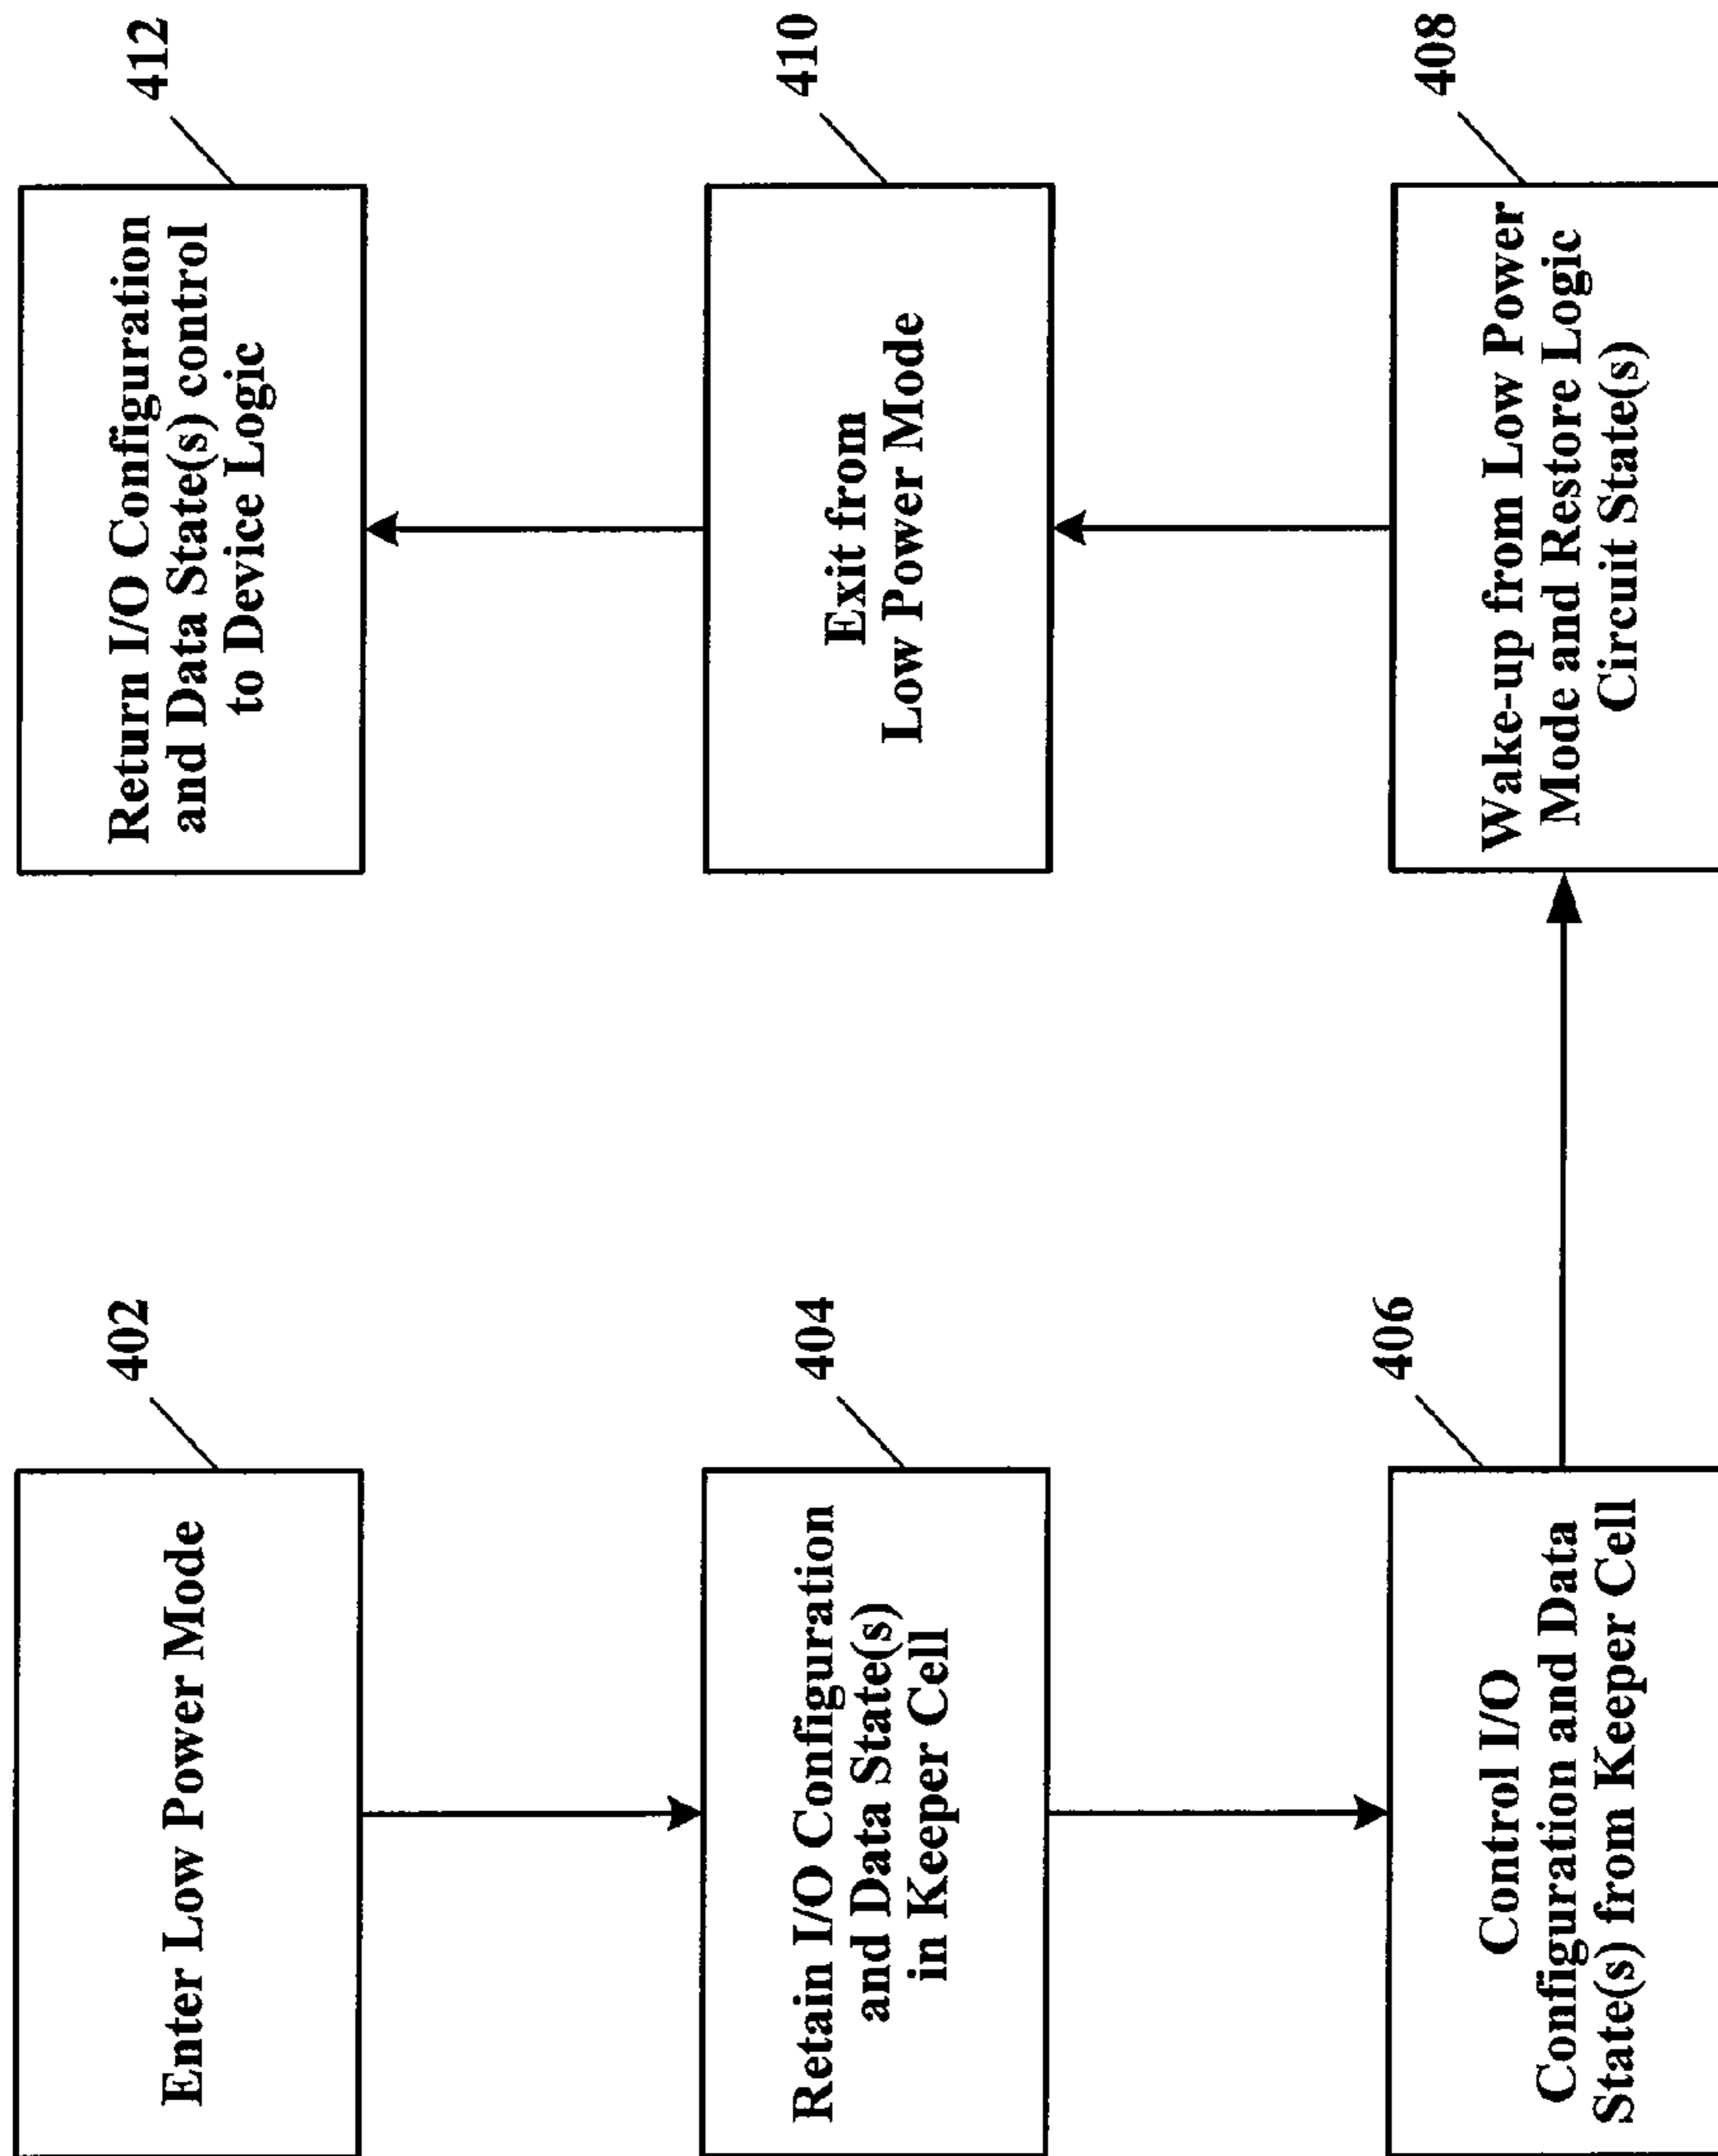 402
Enter Low Power Mode
404
Retain I/O Configuration
and Data State(s)
in Keeper Cell
406
Control I/O
Configuration and Data
State(s) from Keeper Cell
408
Wake-up from Low Power
Mode and Restore Logic
Circuit State(s)
410
Exit from
Low Power Mode
412
Return I/O Configuration
and Data State(s) control
to Device Logic